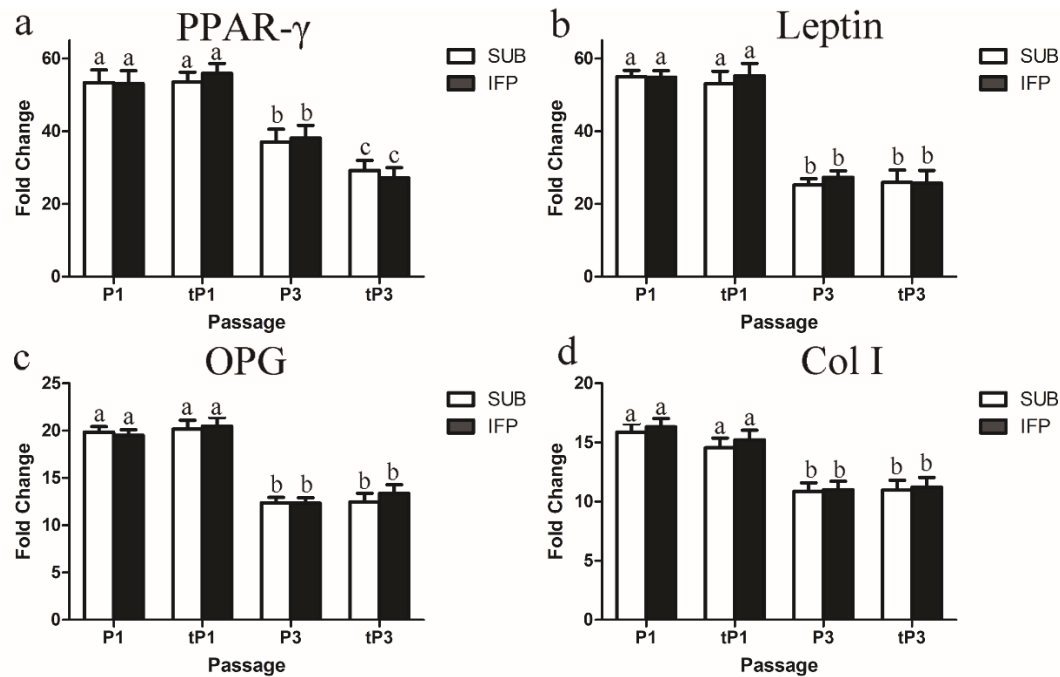 a
PPAR-γ
SUB
IFP
Fold Change
60
40
20
0
a a a a b b c c
P1 tP1 P3 tP3
Passage
b
Leptin
SUB
IFP
Fold Change
60
40
20
0
a a a a b b b b
P1 tP1 P3 tP3
Passage
c
OPG
SUB
IFP
Fold Change
25
20
15
10
5
0
a a a a b b b b
P1 tP1 P3 tP3
Passage
d
Col I
SUB
IFP
Fold Change
20
15
10
5
0
a a a a b b b b
P1 tP1 P3 tP3
Passage